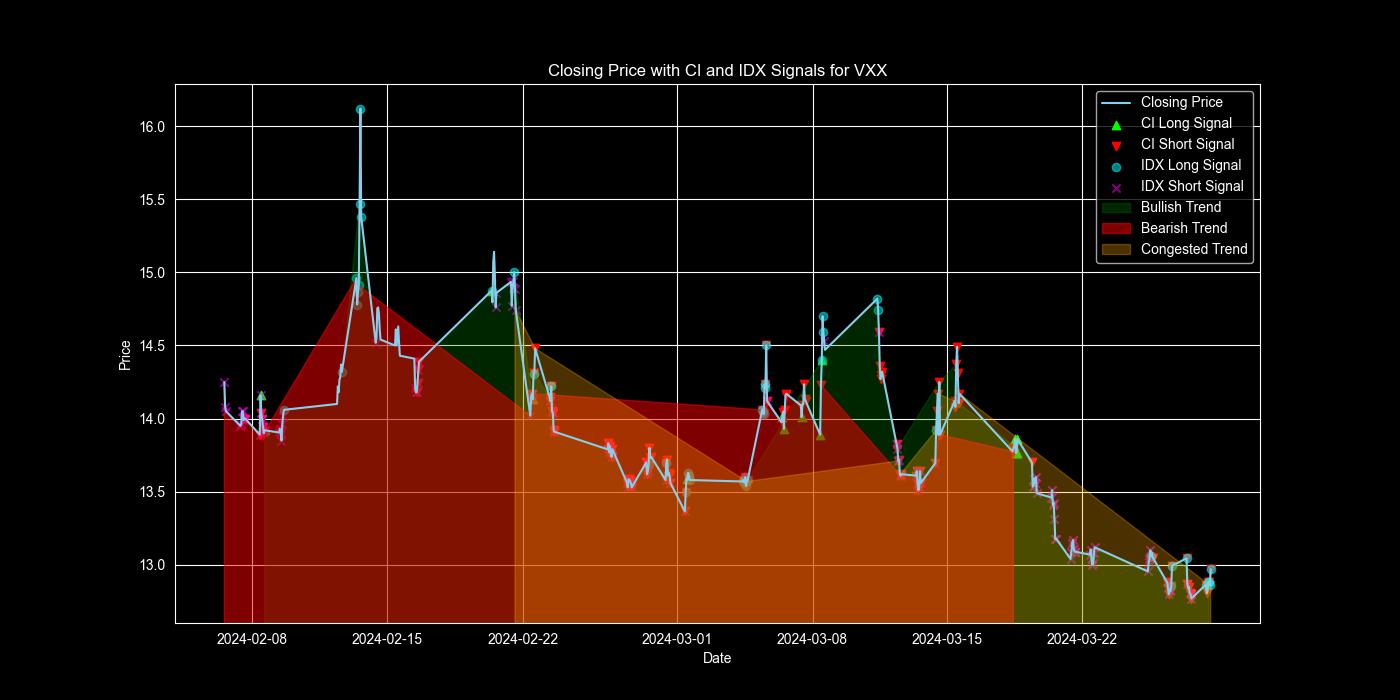 Closing Price with CI and IDX Signals for VXX
Closing Price
CI Long Signal
CI Short Signal
IDX Long Signal
IDX Short Signal
Bullish Trend
Bearish Trend
Congested Trend
Price
16.0
15.5
15.0
14.5
14.0
13.5
13.0
2024-02-08
2024-02-15
2024-02-22
2024-03-01
2024-03-08
2024-03-15
2024-03-22
Date